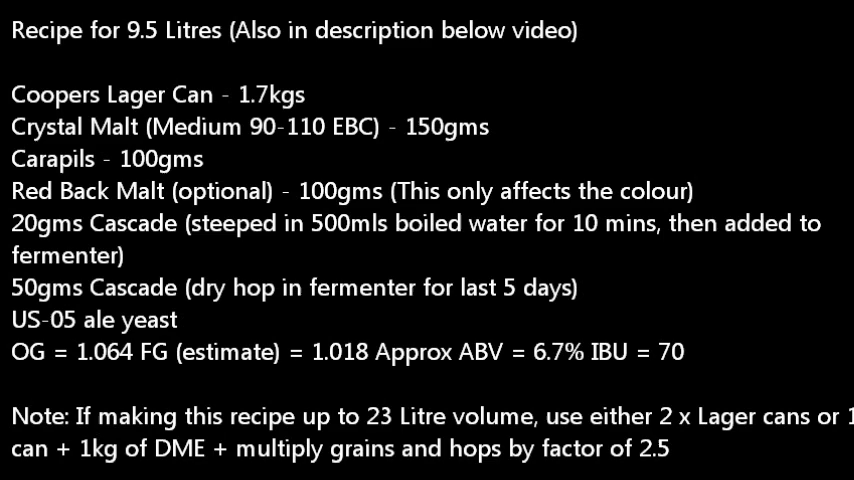 Recipe for 9.5 Litres (Also in description below video)
Coopers Lager Can - 1.7kgs
Crystal Malt (Medium 90-110 EBC) - 150gms
Carapils - 100gms
Red Back Malt (optional) - 100gms (This only affects the colour)
20gms Cascade (steeped in 500mls boiled water for 10 mins, then added to
fermenter)
50gms Cascade (dry hop in fermenter for last 5 days)
US-05 ale yeast
OG = 1.064 FG (estimate) = 1.018 Approx ABV = 6.7% IBU = 70
Note: If making this recipe up to 23 Litre volume, use either 2 x Lager cans or 1
can + 1kg of DME + multiply grains and hops by factor of 2.5